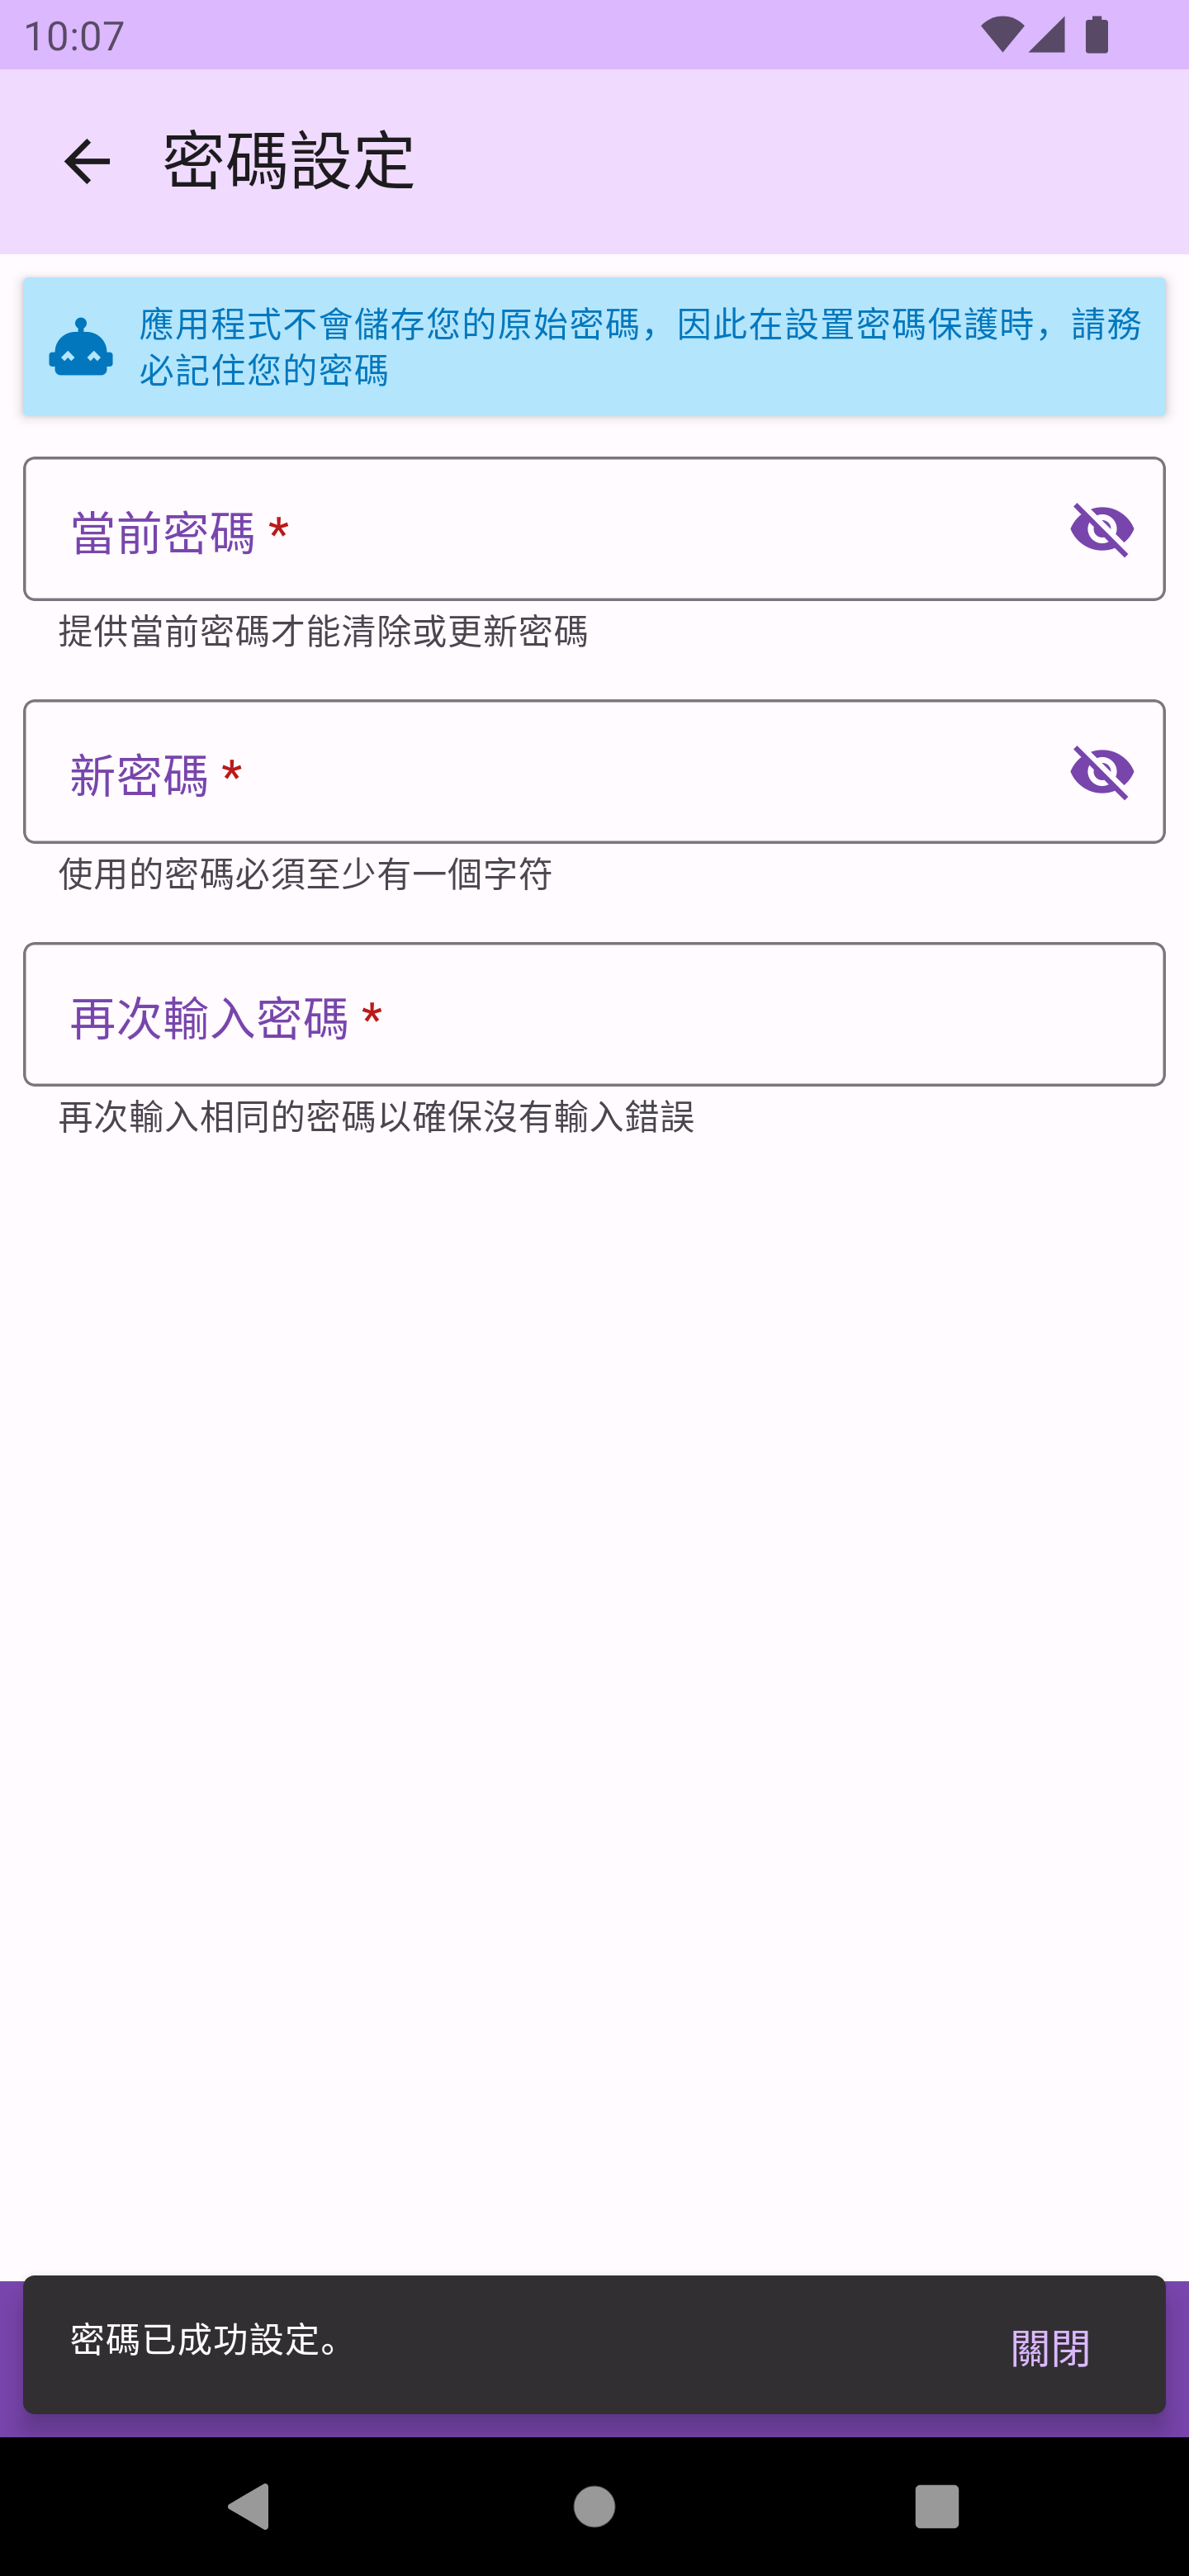 10:07
密碼設定
應用程式不會儲存您的原始密碼，因此在設置密碼保護時，請務
必記住您的密碼
當前密碼 *
提供當前密碼才能清除或更新密碼
新密碼 *
使用的密碼必須至少有一個字符
再次輸入密碼 *
再次輸入相同的密碼以確保沒有輸入錯誤
密碼已成功設定。
關閉